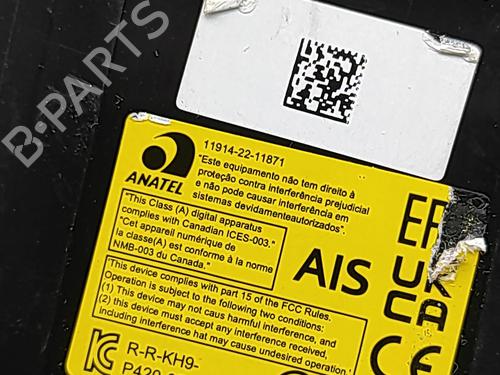 B-PARTS
11914-22-11871
ANATEL
"Este equipamento não tem direito à
proteção contra interferência prejudicial
e não pode causar interferência em
sistemas devidamenteautorizados".
"This Class (A) digital apparatus
complies with Canadian ICES-003."
"Cet appareil numérique de
la classe(A) est conforme à la norme
NMB-003 du Canada."
"This device complies with part 15 of the FCC Rules.
Operation is subject to the following two conditions:
(1) This device may not caus harmful interference, and
(2) this device must accept any interference received,
including interference hat may cause undesired operation."
AIS
UK
CA
CE
R-R-KH9-